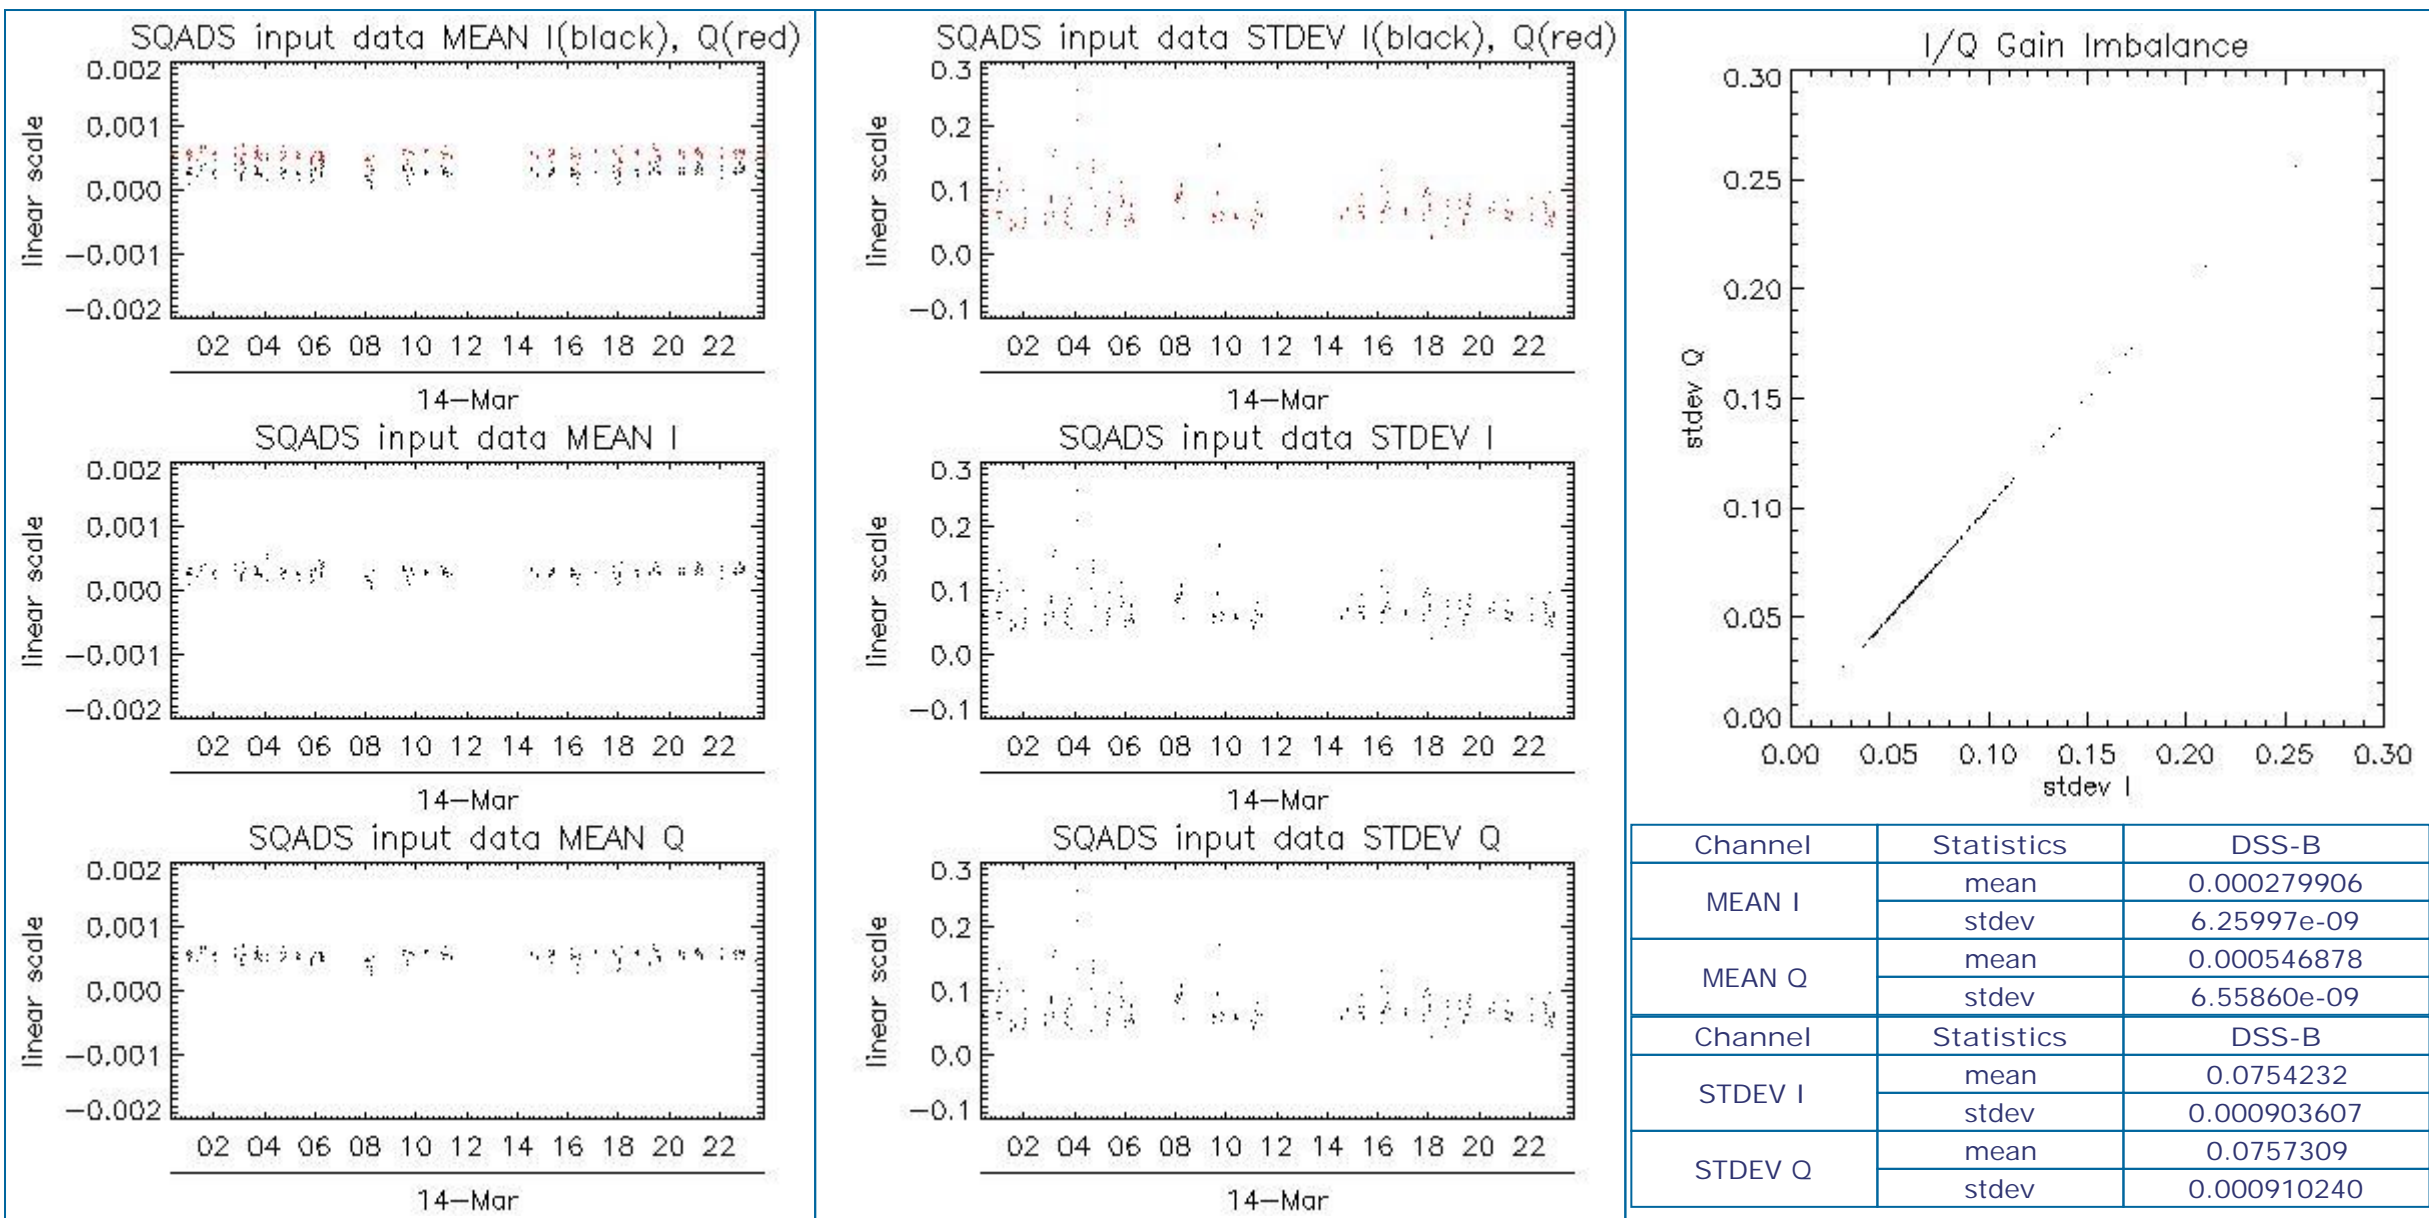 SQADS input data MEAN I(black), Q(red)
0.002
0.001
0.000
−0.001
−0.002
linear scale
02 04 06 08 10 12 14 16 18 20 22
14−Mar
SQADS input data MEAN I
0.002
0.001
0.000
−0.001
−0.002
linear scale
02 04 06 08 10 12 14 16 18 20 22
14−Mar
SQADS input data MEAN Q
0.002
0.001
0.000
−0.001
−0.002
linear scale
02 04 06 08 10 12 14 16 18 20 22
14−Mar
SQADS input data STDEV I(black), Q(red)
0.3
0.2
0.1
0.0
−0.1
linear scale
02 04 06 08 10 12 14 16 18 20 22
14−Mar
SQADS input data STDEV I
0.3
0.2
0.1
0.0
−0.1
linear scale
02 04 06 08 10 12 14 16 18 20 22
14−Mar
SQADS input data STDEV Q
0.3
0.2
0.1
0.0
−0.1
linear scale
02 04 06 08 10 12 14 16 18 20 22
14−Mar
I/Q Gain Imbalance
0.30
0.25
0.20
0.15
0.10
0.05
0.00
stdev Q
0.00 0.05 0.10 0.15 0.20 0.25 0.30
stdev I
Channel Statistics DSS-B
MEAN I mean 0.000279906
stdev 6.25997e-09
MEAN Q mean 0.000546878
stdev 6.55860e-09
Channel Statistics DSS-B
STDEV I mean 0.0754232
stdev 0.000903607
STDEV Q mean 0.0757309
stdev 0.000910240